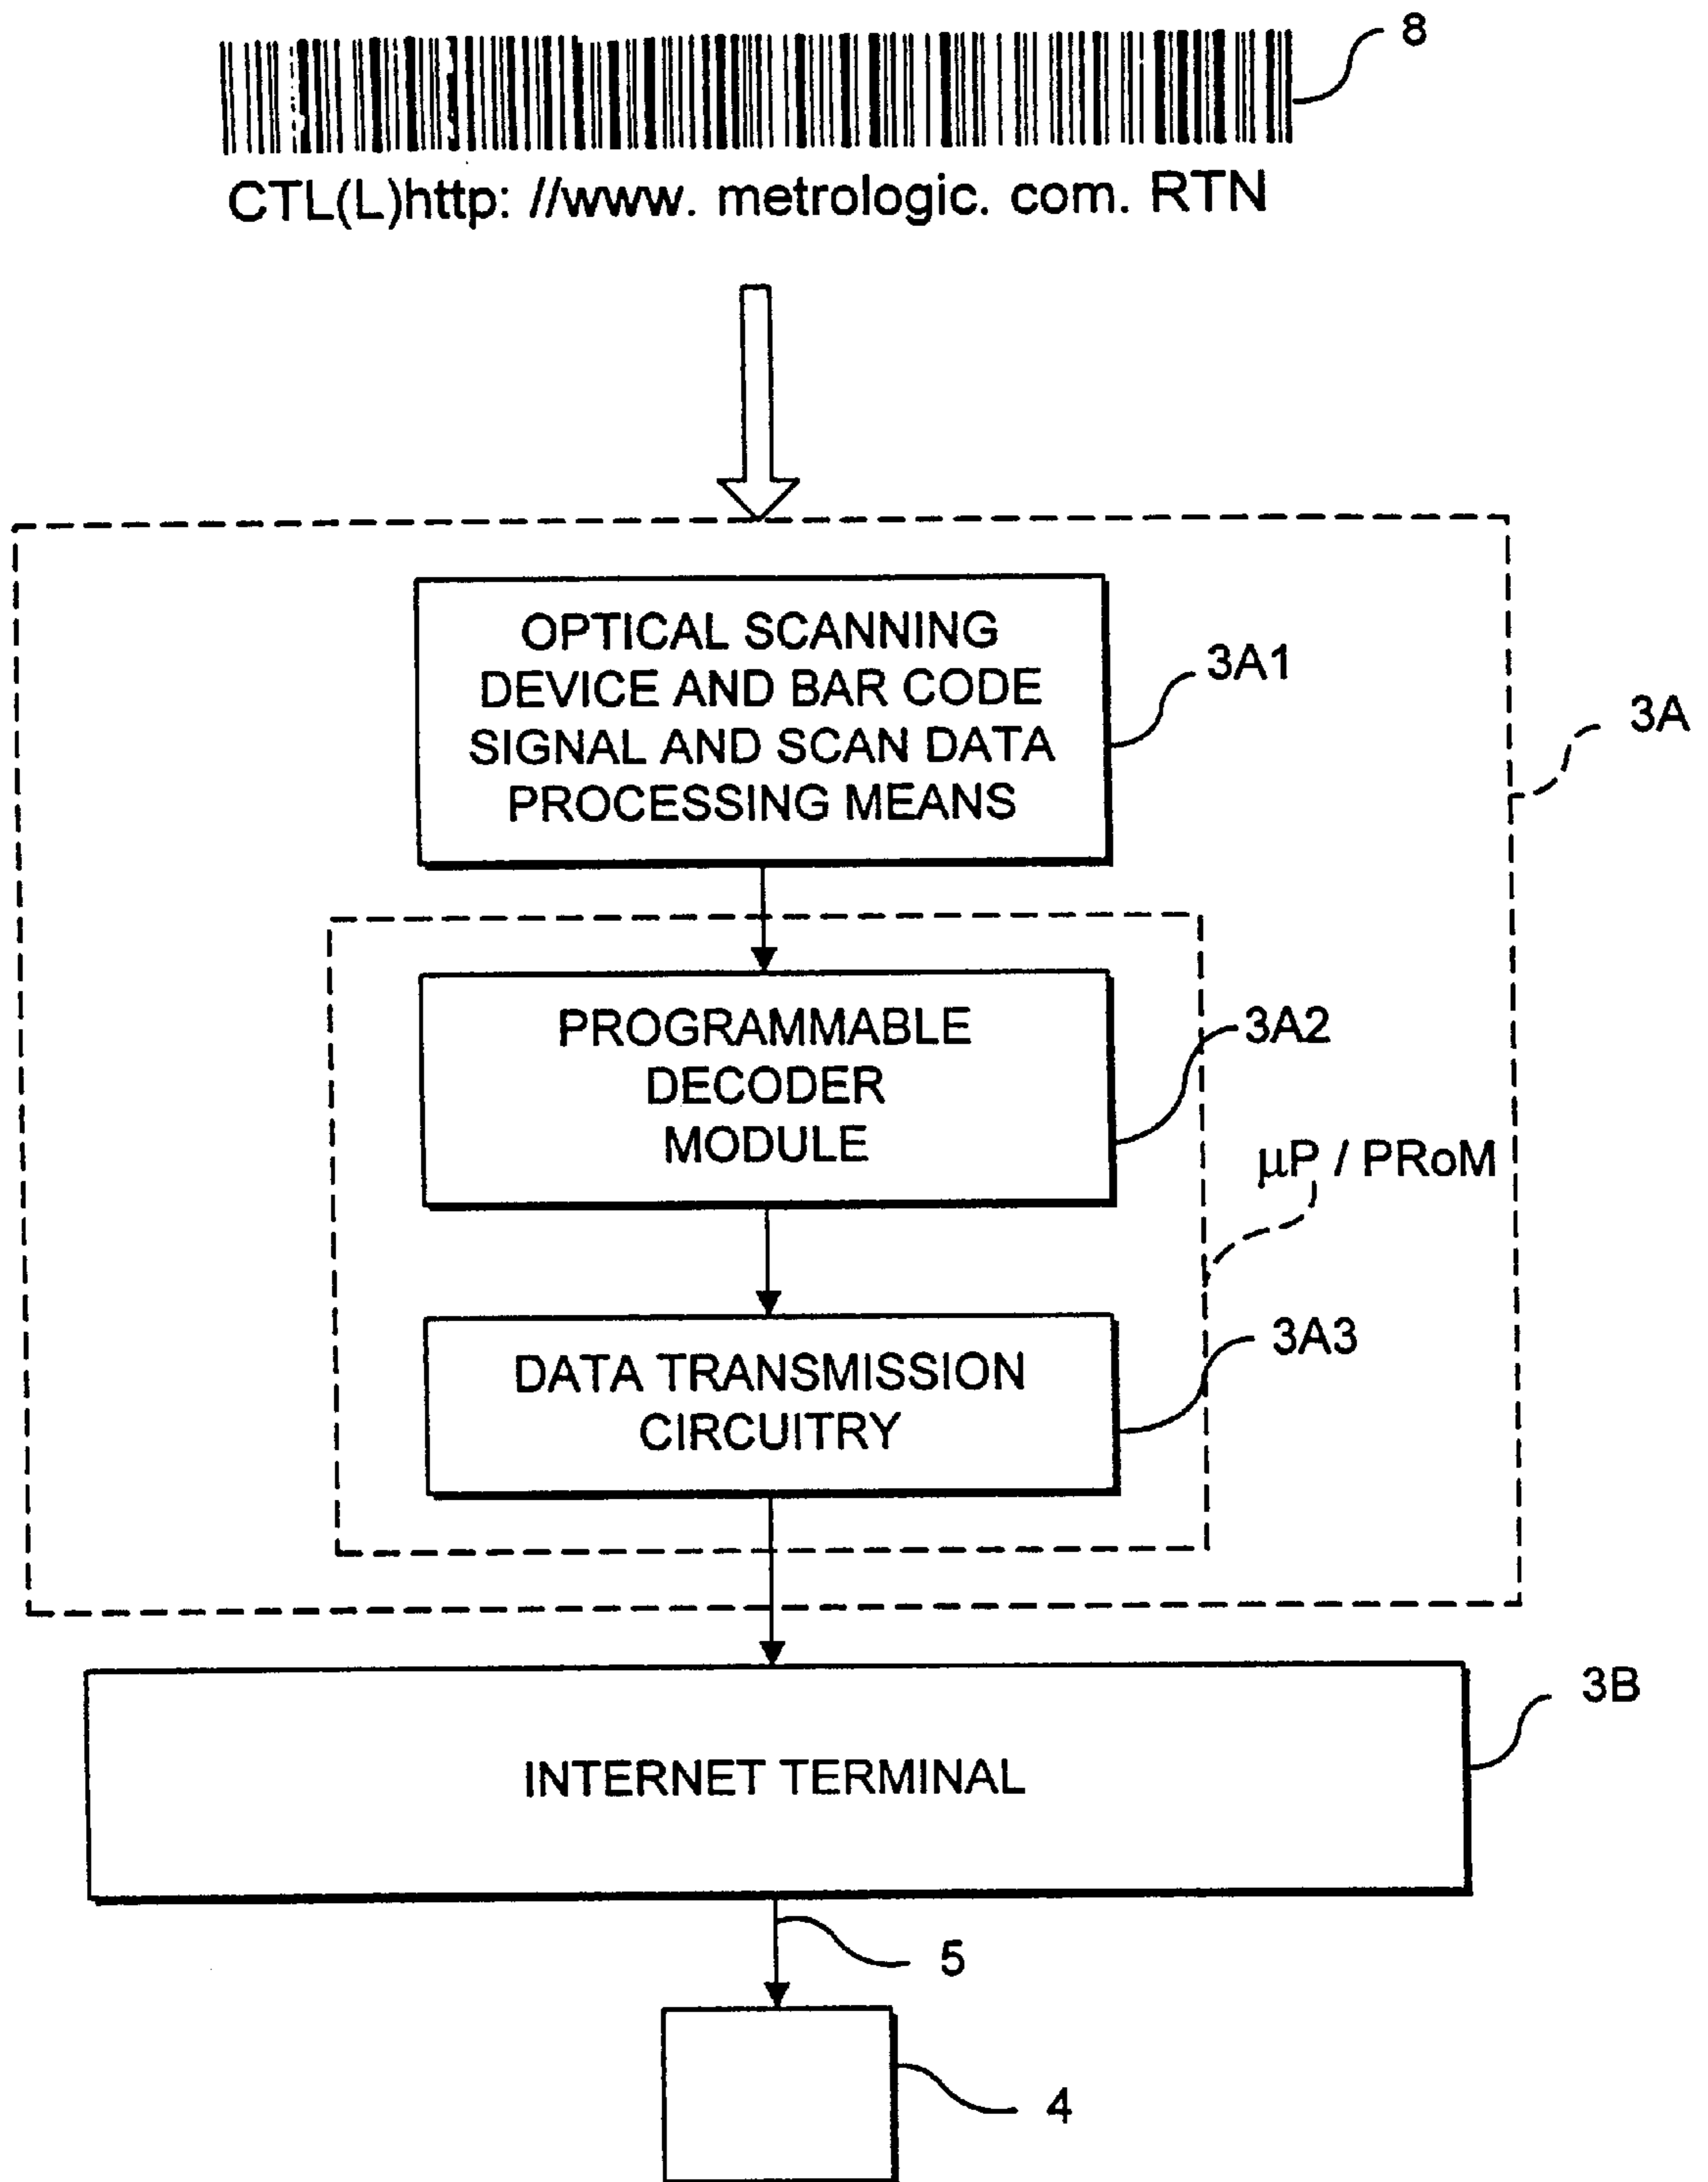 8
CTL(L)http: //www. metrologic. com. RTN
OPTICAL SCANNING
DEVICE AND BAR CODE
SIGNAL AND SCAN DATA
PROCESSING MEANS
3A1
3A
PROGRAMMABLE
DECODER
MODULE
3A2
µP / PRoM
DATA TRANSMISSION
CIRCUITRY
3A3
INTERNET TERMINAL
3B
5
4